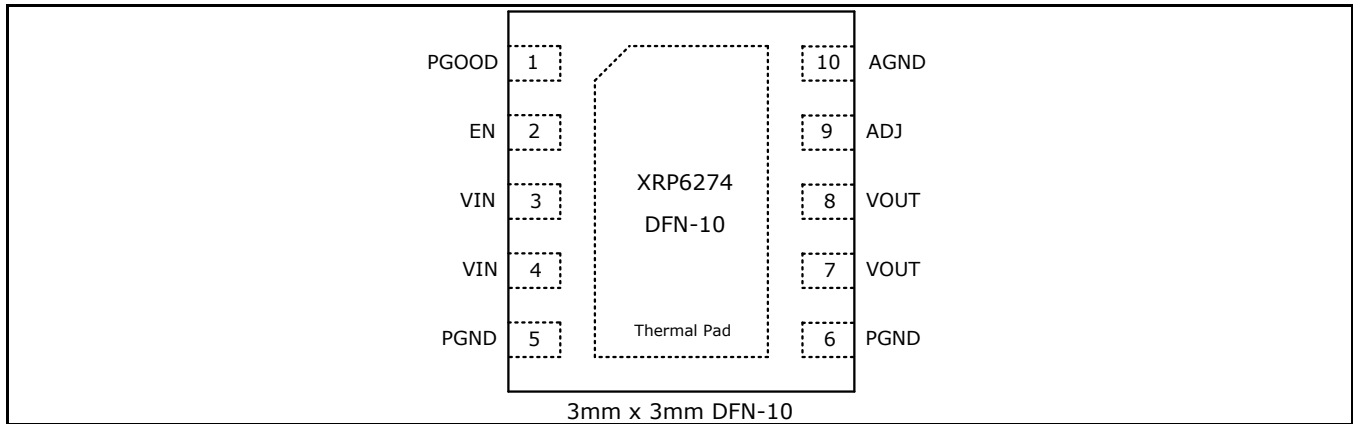 PGOOD 1 10 AGND
EN 2 9 ADJ
XRP6274
VIN 3 8 VOUT
DFN-10
VIN 4 7 VOUT
Thermal Pad
PGND 5 6 PGND
3mm x 3mm DFN-10